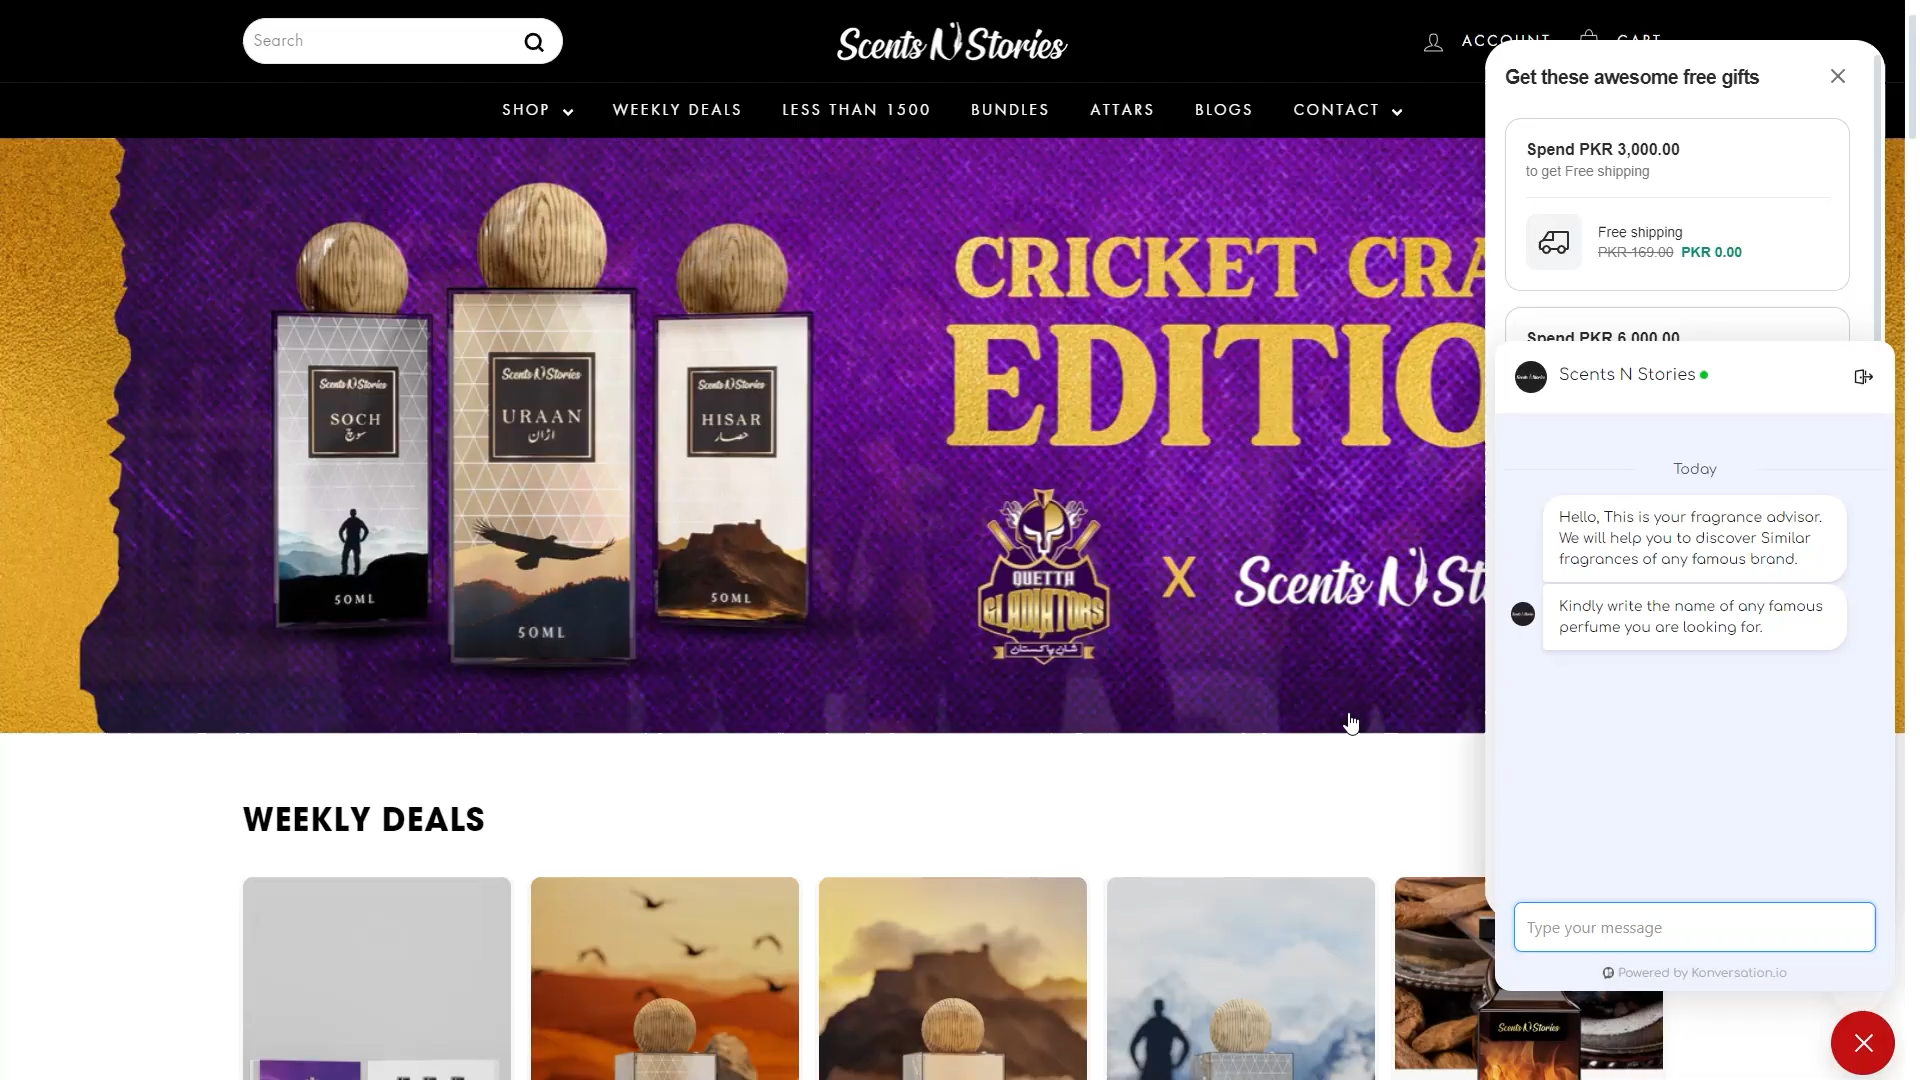 Search
Scents N Stories
ACCOUNT
CART
SHOP
WEEKLY DEALS
LESS THAN 1500
BUNDLES
ATTARS
BLOGS
CONTACT
Get these awesome free gifts
Spend PKR 3,000.00
to get Free shipping
Free shipping
PKR 169.00 PKR 0.00
Spend PKR 6,000.00
CRICKET CRA
EDITIO
Scents N Stories
SOCH
سوچ
50ML
Scents N Stories
URAAN
اڑان
50ML
Scents N Stories
HISAR
حصار
50ML
QUETTA
GLADIATORS
شانِ پاکستان
X
Scents N St
Scents N Stories
Today
Hello, This is your fragrance advisor.
We will help you to discover Similar
fragrances of any famous brand.
Kindly write the name of any famous
perfume you are looking for.
Type your message
Powered by Konversation.io
WEEKLY DEALS
Scents N Stories